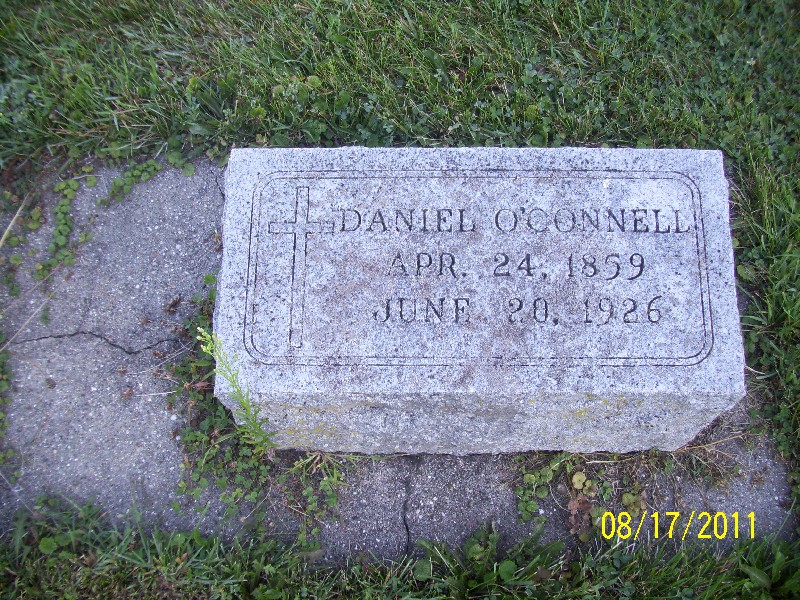 DANIEL O'CONNELL
APR. 24, 1859
JUNE 20, 1926
08/17/2011